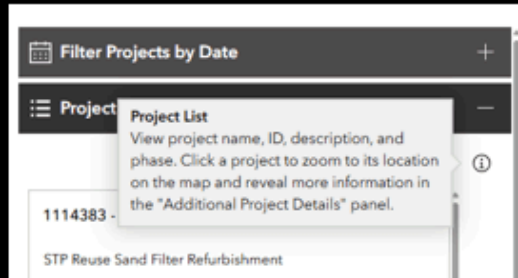 Filter Projects by Date
Project
Project List
View project name, ID, description, and
phase. Click a project to zoom to its location
on the map and reveal more information in
the "Additional Project Details" panel.
1114383 -
STP Reuse Sand Filter Refurbishment